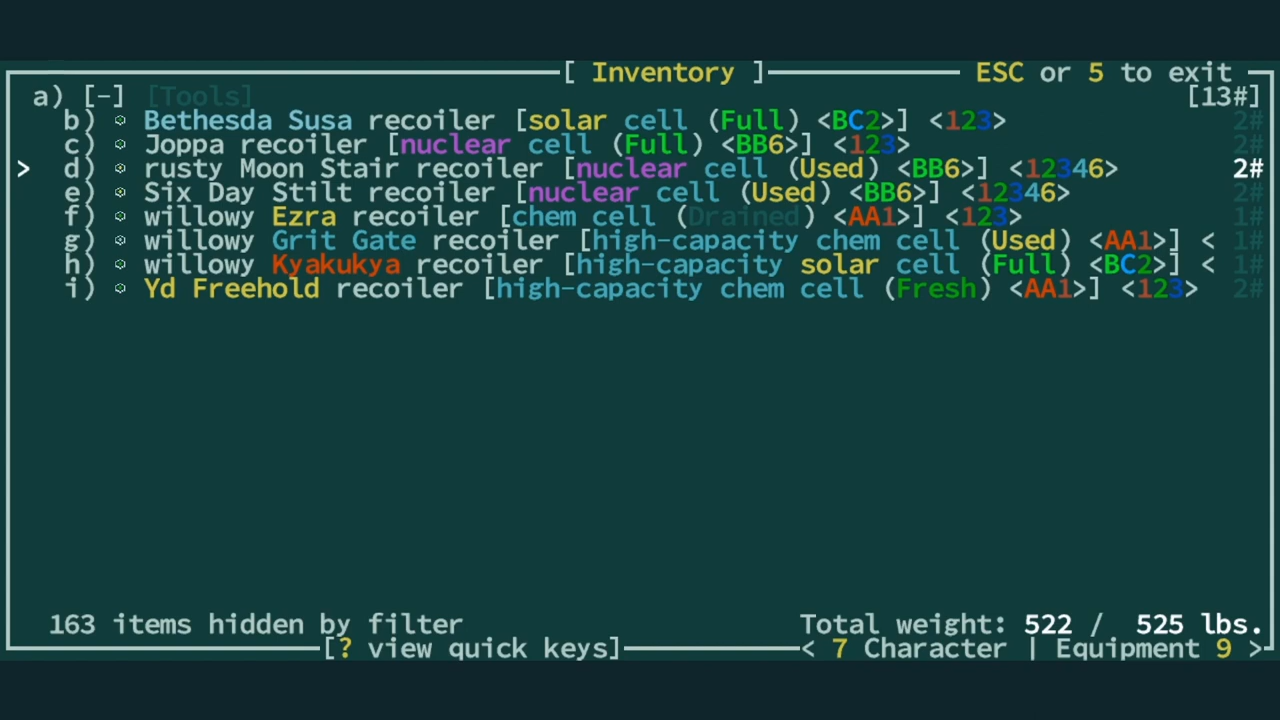 [ Inventory ] ESC or 5 to exit
a) [-] [Tools] [13#]
b) Bethesda Susa recoiler [solar cell (Full) <BC2>] <123> 2#
c) Joppa recoiler [nuclear cell (Full) <BB6>] <123> 2#
> d) rusty Moon Stair recoiler [nuclear cell (Used) <BB6>] <12346> 2#
e) Six Day Stilt recoiler [nuclear cell (Used) <BB6>] <12346> 2#
f) willowy Ezra recoiler [chem cell (Drained) <AA1>] <123> 1#
g) willowy Grit Gate recoiler [high-capacity chem cell (Used) <AA1>] < 1#
h) willowy Kyakukya recoiler [high-capacity solar cell (Full) <BC2>] < 1#
i) Yd Freehold recoiler [high-capacity chem cell (Fresh) <AA1>] <123> 2#
163 items hidden by filter Total weight: 522 / 525 lbs.
[? view quick keys] < 7 Character | Equipment 9 >